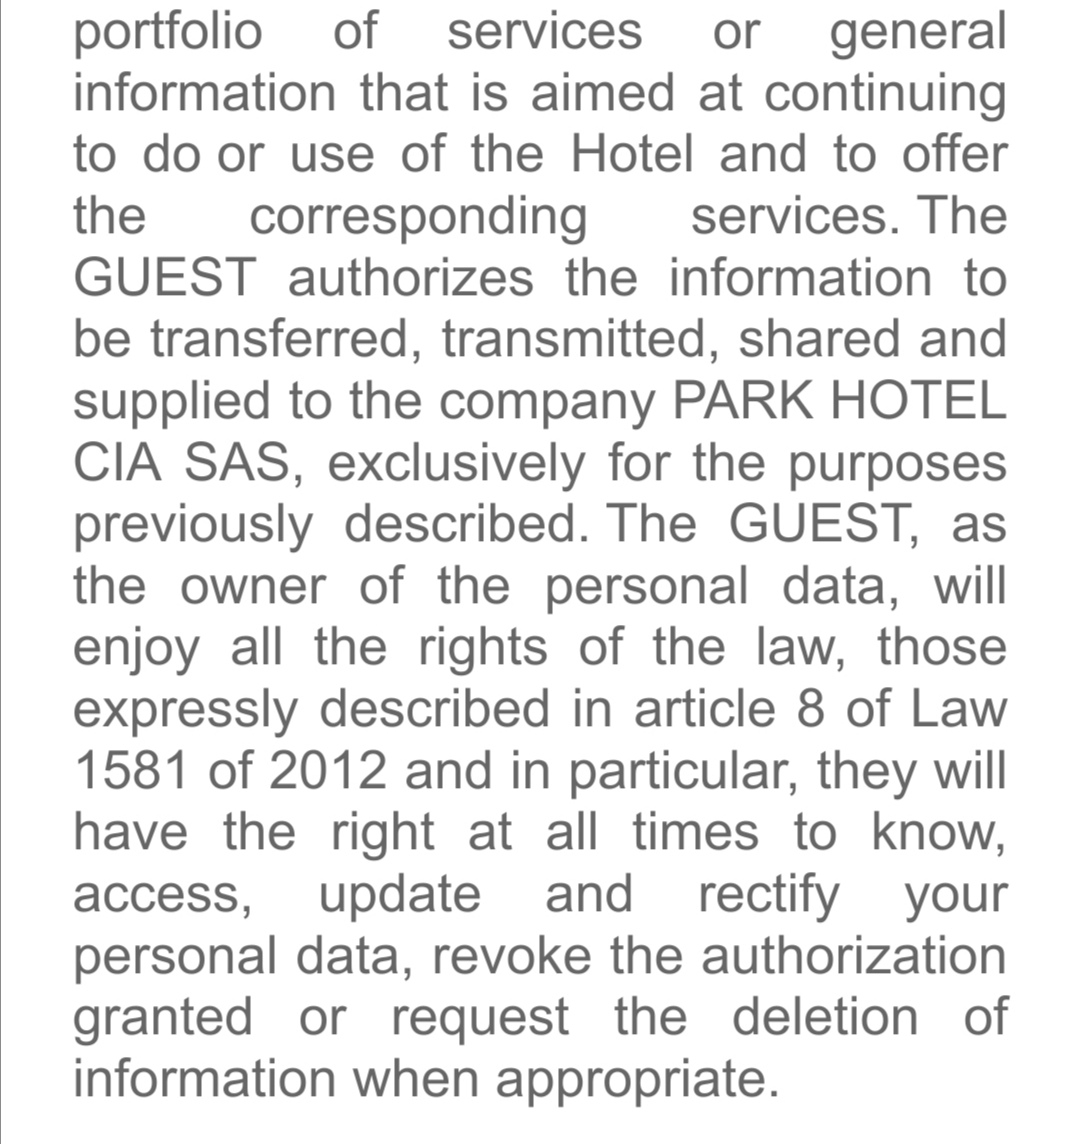 portfolio of services or general
information that is aimed at continuing
to do or use of the Hotel and to offer
the corresponding services. The
GUEST authorizes the information to
be transferred, transmitted, shared and
supplied to the company PARK HOTEL
CIA SAS, exclusively for the purposes
previously described. The GUEST, as
the owner of the personal data, will
enjoy all the rights of the law, those
expressly described in article 8 of Law
1581 of 2012 and in particular, they will
have the right at all times to know,
access, update and rectify your
personal data, revoke the authorization
granted or request the deletion of
information when appropriate.